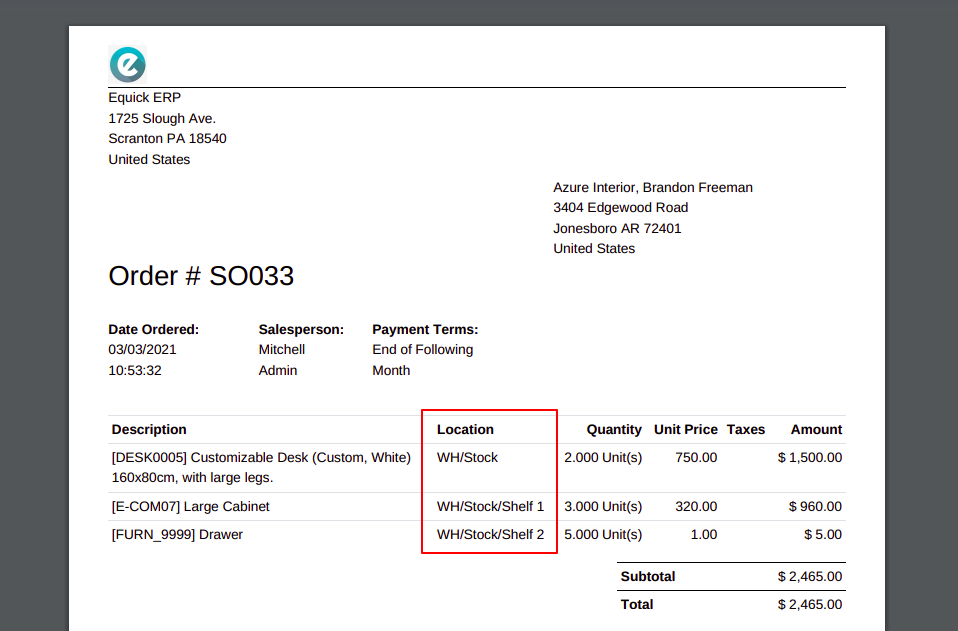 e
Equick ERP
1725 Slough Ave.
Scranton PA 18540
United States
Azure Interior, Brandon Freeman
3404 Edgewood Road
Jonesboro AR 72401
United States
Order # SO033
Date Ordered: Salesperson: Payment Terms:
03/03/2021 Mitchell End of Following
10:53:32 Admin Month
Description Location Quantity Unit Price Taxes Amount
[DESK0005] Customizable Desk (Custom, White) WH/Stock 2.000 Unit(s) 750.00 $ 1,500.00
160x80cm, with large legs.
[E-COM07] Large Cabinet WH/Stock/Shelf 1 3.000 Unit(s) 320.00 $ 960.00
[FURN_9999] Drawer WH/Stock/Shelf 2 5.000 Unit(s) 1.00 $ 5.00
Subtotal $ 2,465.00
Total $ 2,465.00